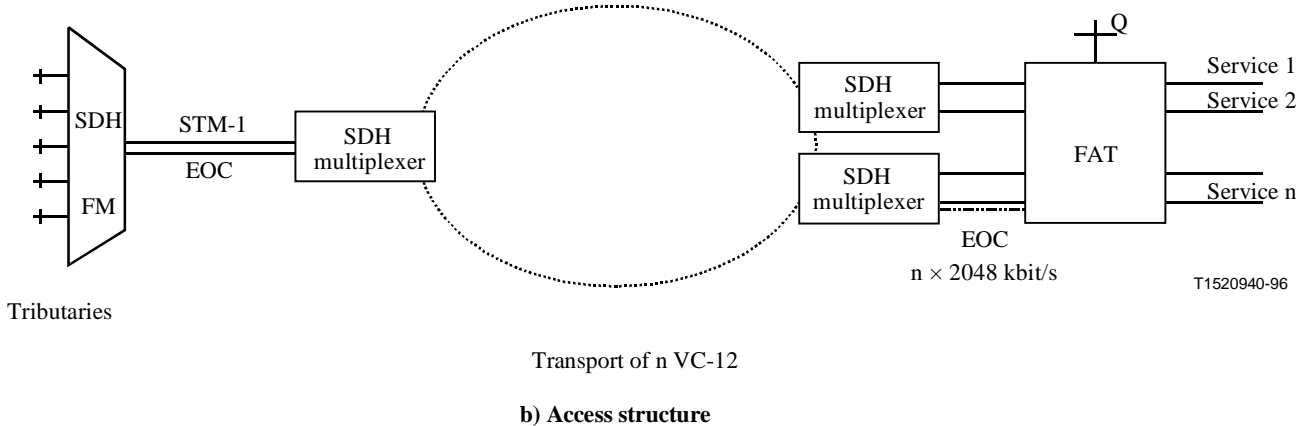 Q
Service 1
Service 2
Service n
SDH
FM
STM-1
EOC
SDH
multiplexer
SDH
multiplexer
SDH
multiplexer
FAT
EOC
n × 2048 kbit/s
T1520940-96
Tributaries
Transport of n VC-12
b) Access structure